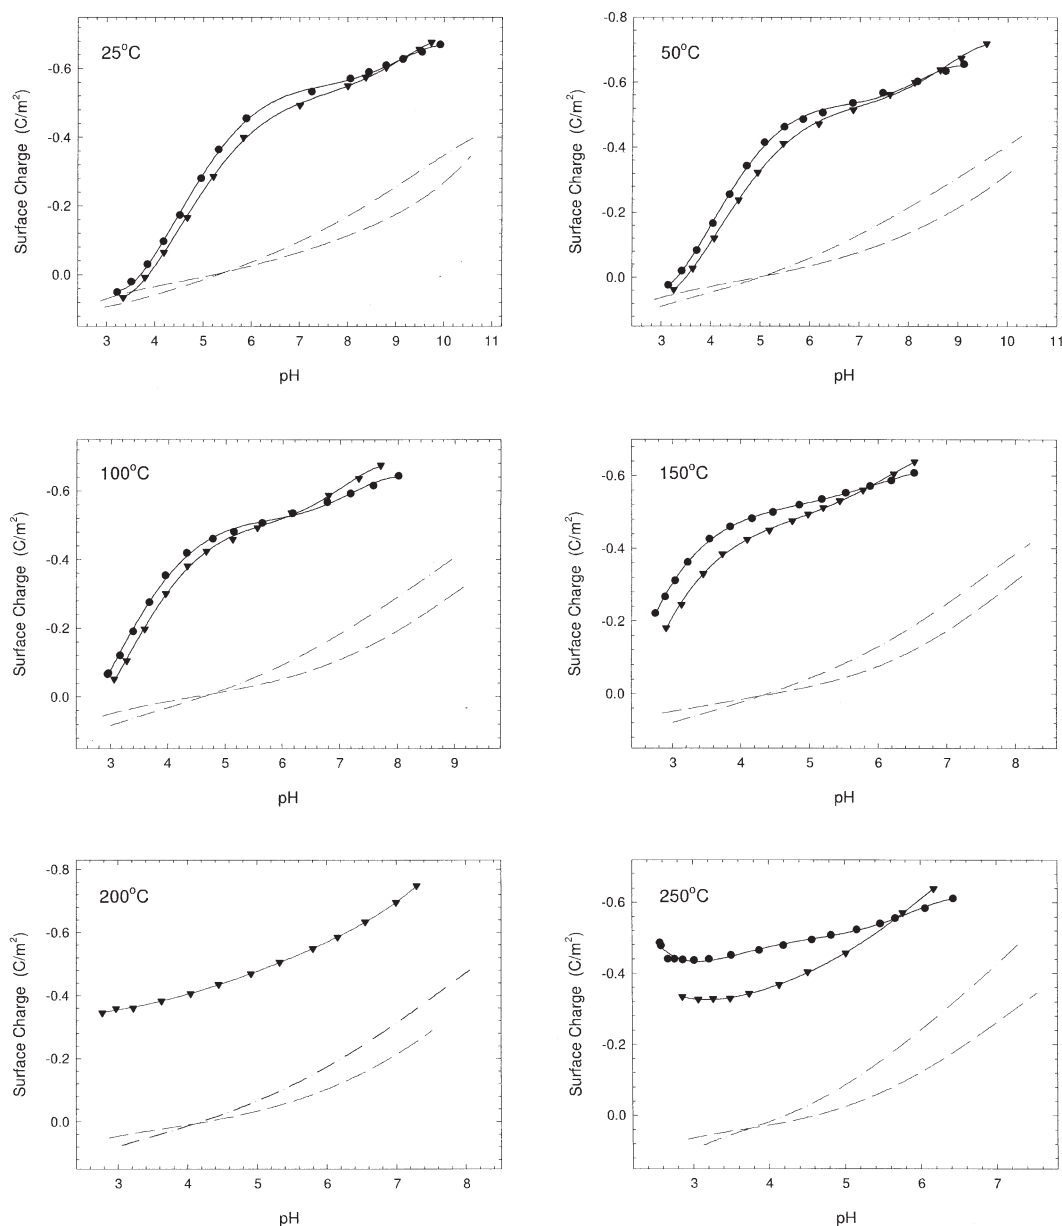 25°C
Surface Charge (C/m²)
-0.6
-0.4
-0.2
0.0
3 4 5 6 7 8 9 10 11
pH
50°C
Surface Charge (C/m²)
-0.8
-0.6
-0.4
-0.2
0.0
3 4 5 6 7 8 9 10 11
pH
100°C
Surface Charge (C/m²)
-0.6
-0.4
-0.2
0.0
3 4 5 6 7 8 9
pH
150°C
Surface Charge (C/m²)
-0.6
-0.4
-0.2
0.0
3 4 5 6 7 8
pH
200°C
Surface Charge (C/m²)
-0.8
-0.6
-0.4
-0.2
0.0
3 4 5 6 7 8
pH
250°C
Surface Charge (C/m²)
-0.6
-0.4
-0.2
0.0
3 4 5 6 7
pH